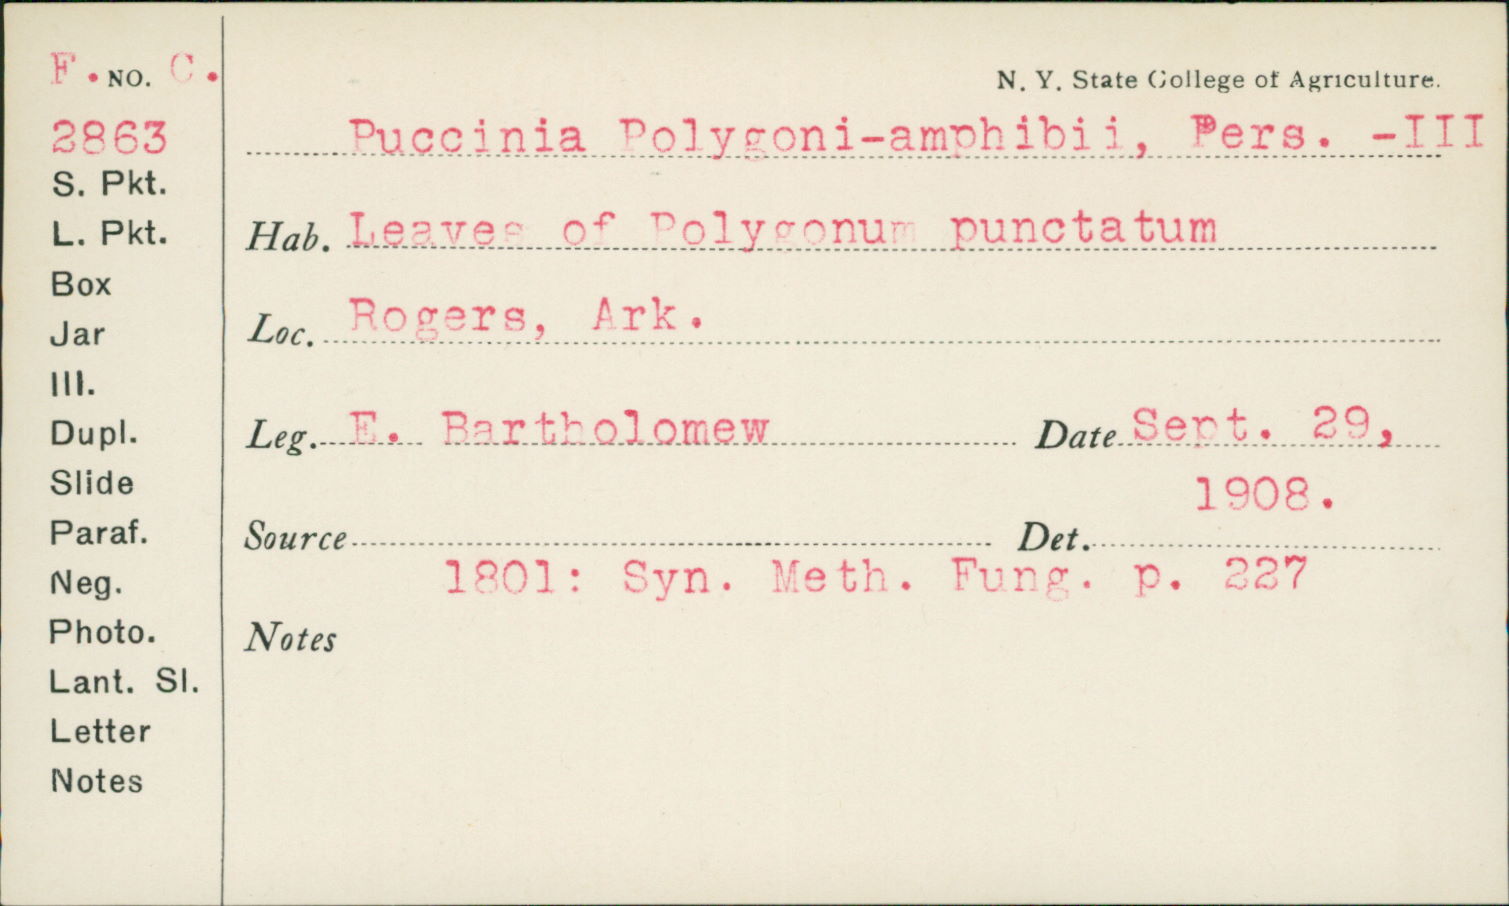 F. NO. C.
N. Y. State College of Agriculture.
2863
Puccinia Polygoni-amphibii, Pers. -III
S. Pkt.
L. Pkt.
Hab. Leaves of Polygonum punctatum
Box
Loc. Rogers, Ark.
Jar
Ill.
Dupl.
Leg. E. Bartholomew Date Sept. 29,
1908.
Slide
Paraf.
Source Det.
1801: Syn. Meth. Fung. p. 227
Neg.
Photo.
Notes
Lant. Sl.
Letter
Notes